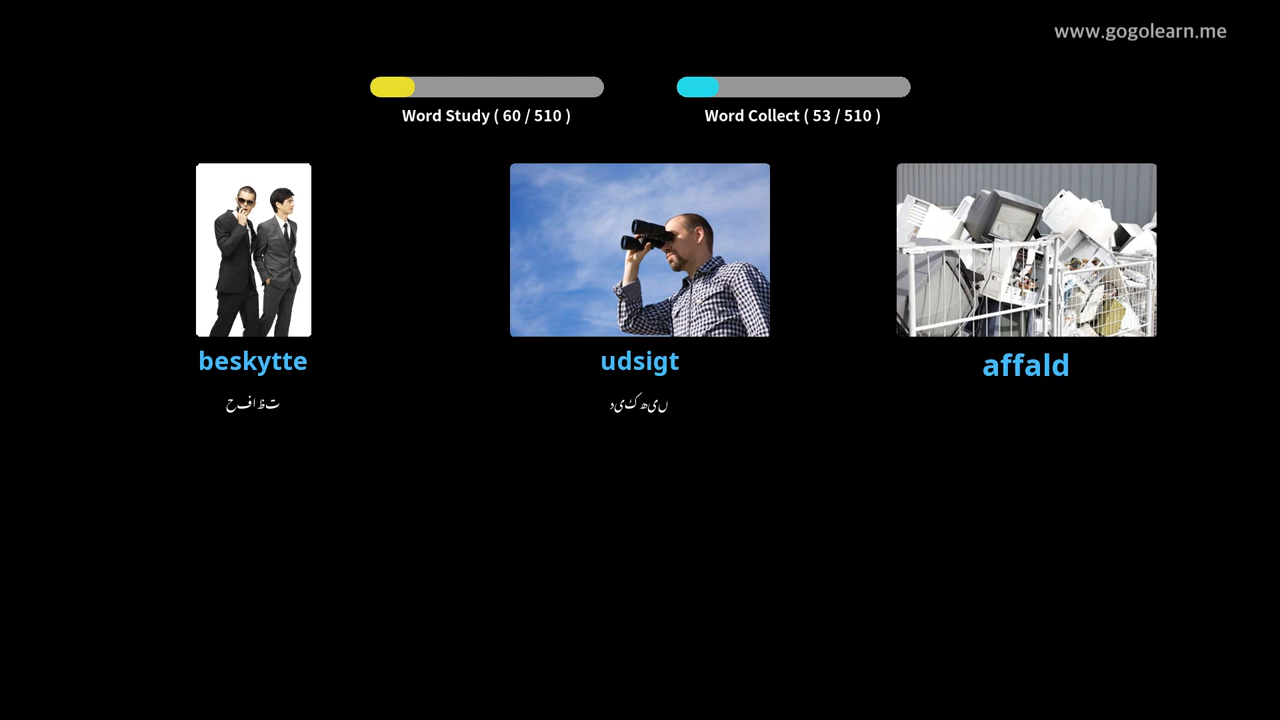 www.gogolearn.me
Word Study ( 60 / 510 )
Word Collect ( 53 / 510 )
beskytte
حفاظت
udsigt
دیکھیں
affald